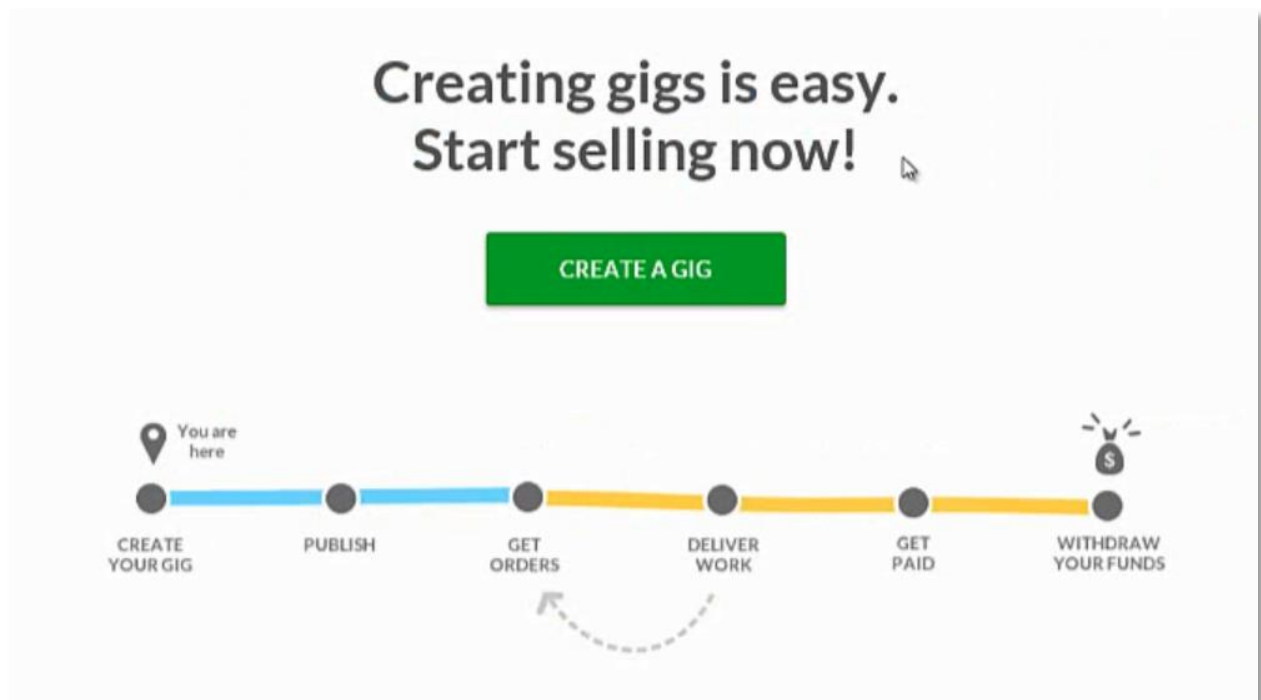 Creating gigs is easy.
Start selling now!
CREATE A GIG
You are
here
$
CREATE
YOUR GIG
PUBLISH
GET
ORDERS
DELIVER
WORK
GET
PAID
WITHDRAW
YOUR FUNDS